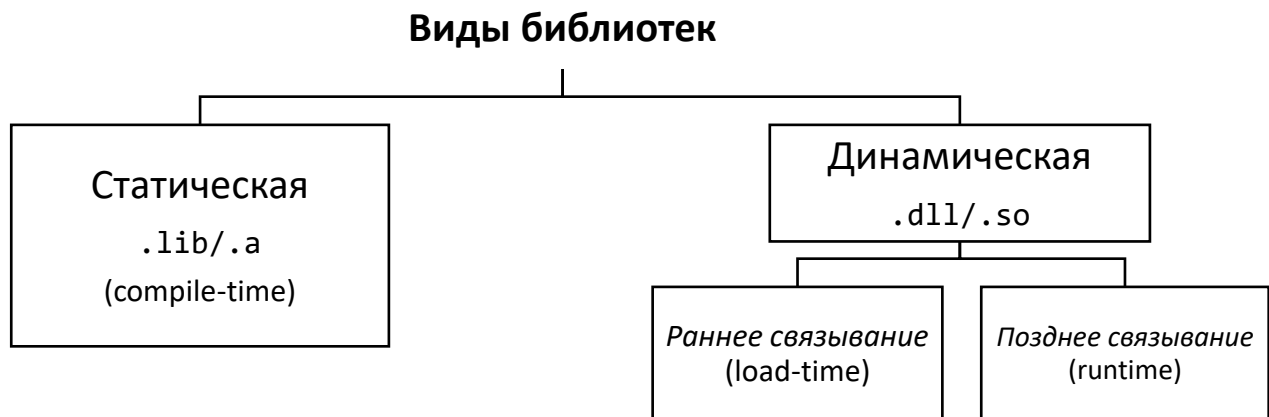 Виды библиотек
Статическая
.lib/.a
(compile-time)
Динамическая
.dll/.so
Раннее связывание
(load-time)
Позднее связывание
(runtime)